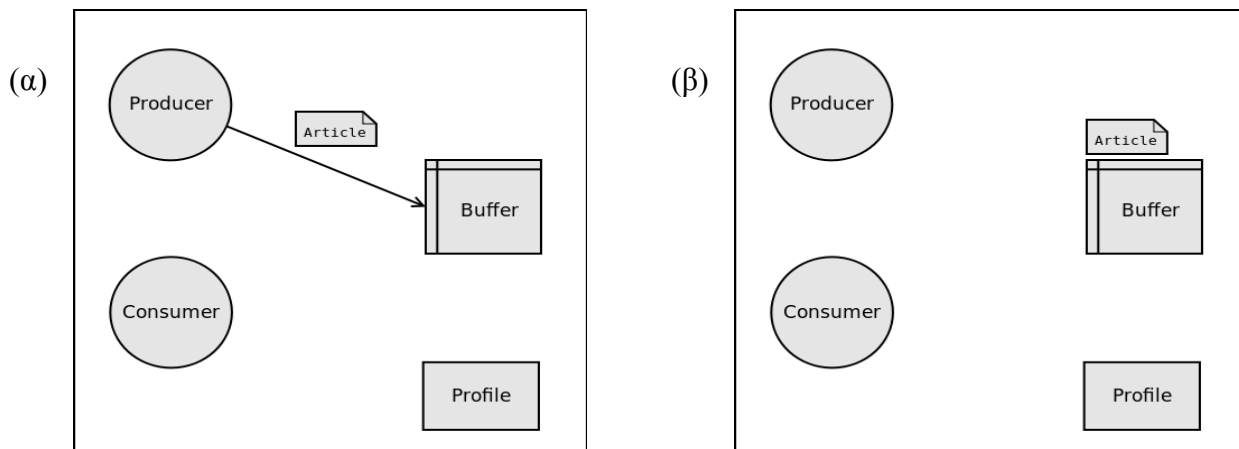 (α)
Producer
Article
Buffer
Consumer
Profile
(β)
Producer
Article
Buffer
Consumer
Profile